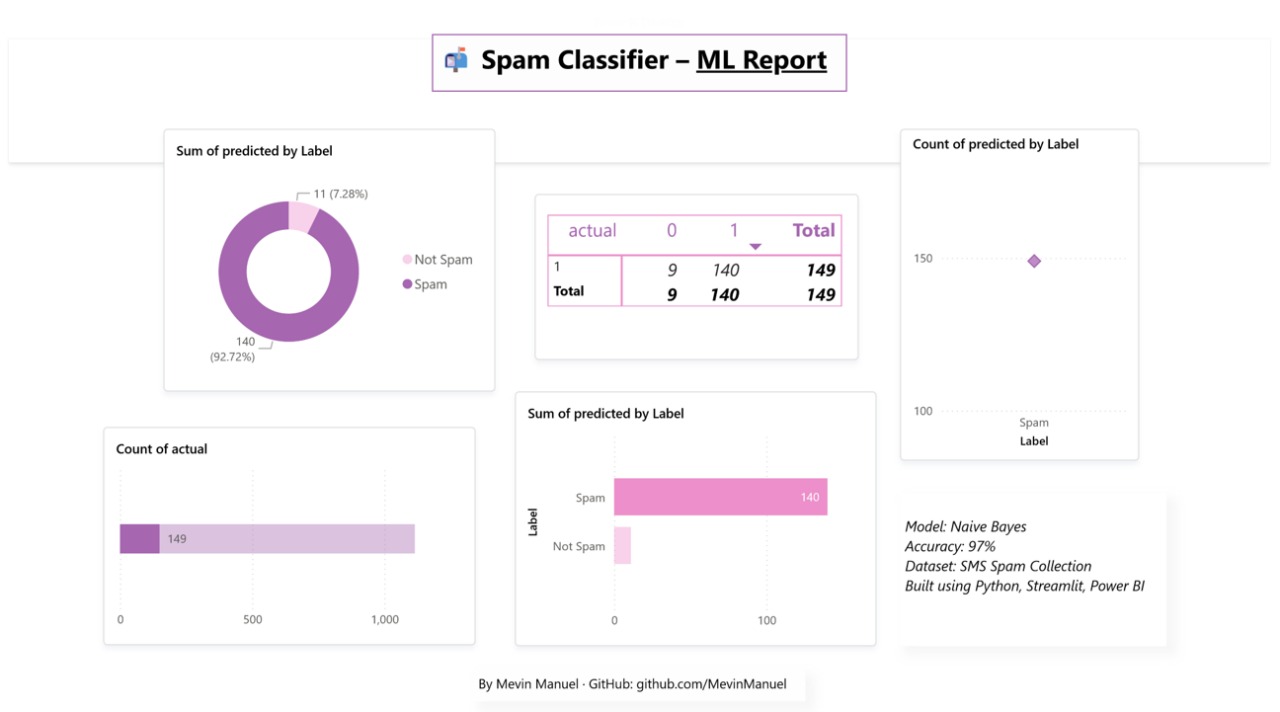 📬 Spam Classifier – ML Report
Sum of predicted by Label
11 (7.28%)
Not Spam
Spam
140
(92.72%)
actual 0 1 Total
1 9 140 149
Total 9 140 149
Count of predicted by Label
150
100
Spam
Label
Count of actual
149
0 500 1,000
Sum of predicted by Label
Label
Spam 140
Not Spam
0 100
Model: Naive Bayes
Accuracy: 97%
Dataset: SMS Spam Collection
Built using Python, Streamlit, Power BI
By Mevin Manuel · GitHub: github.com/MevinManuel